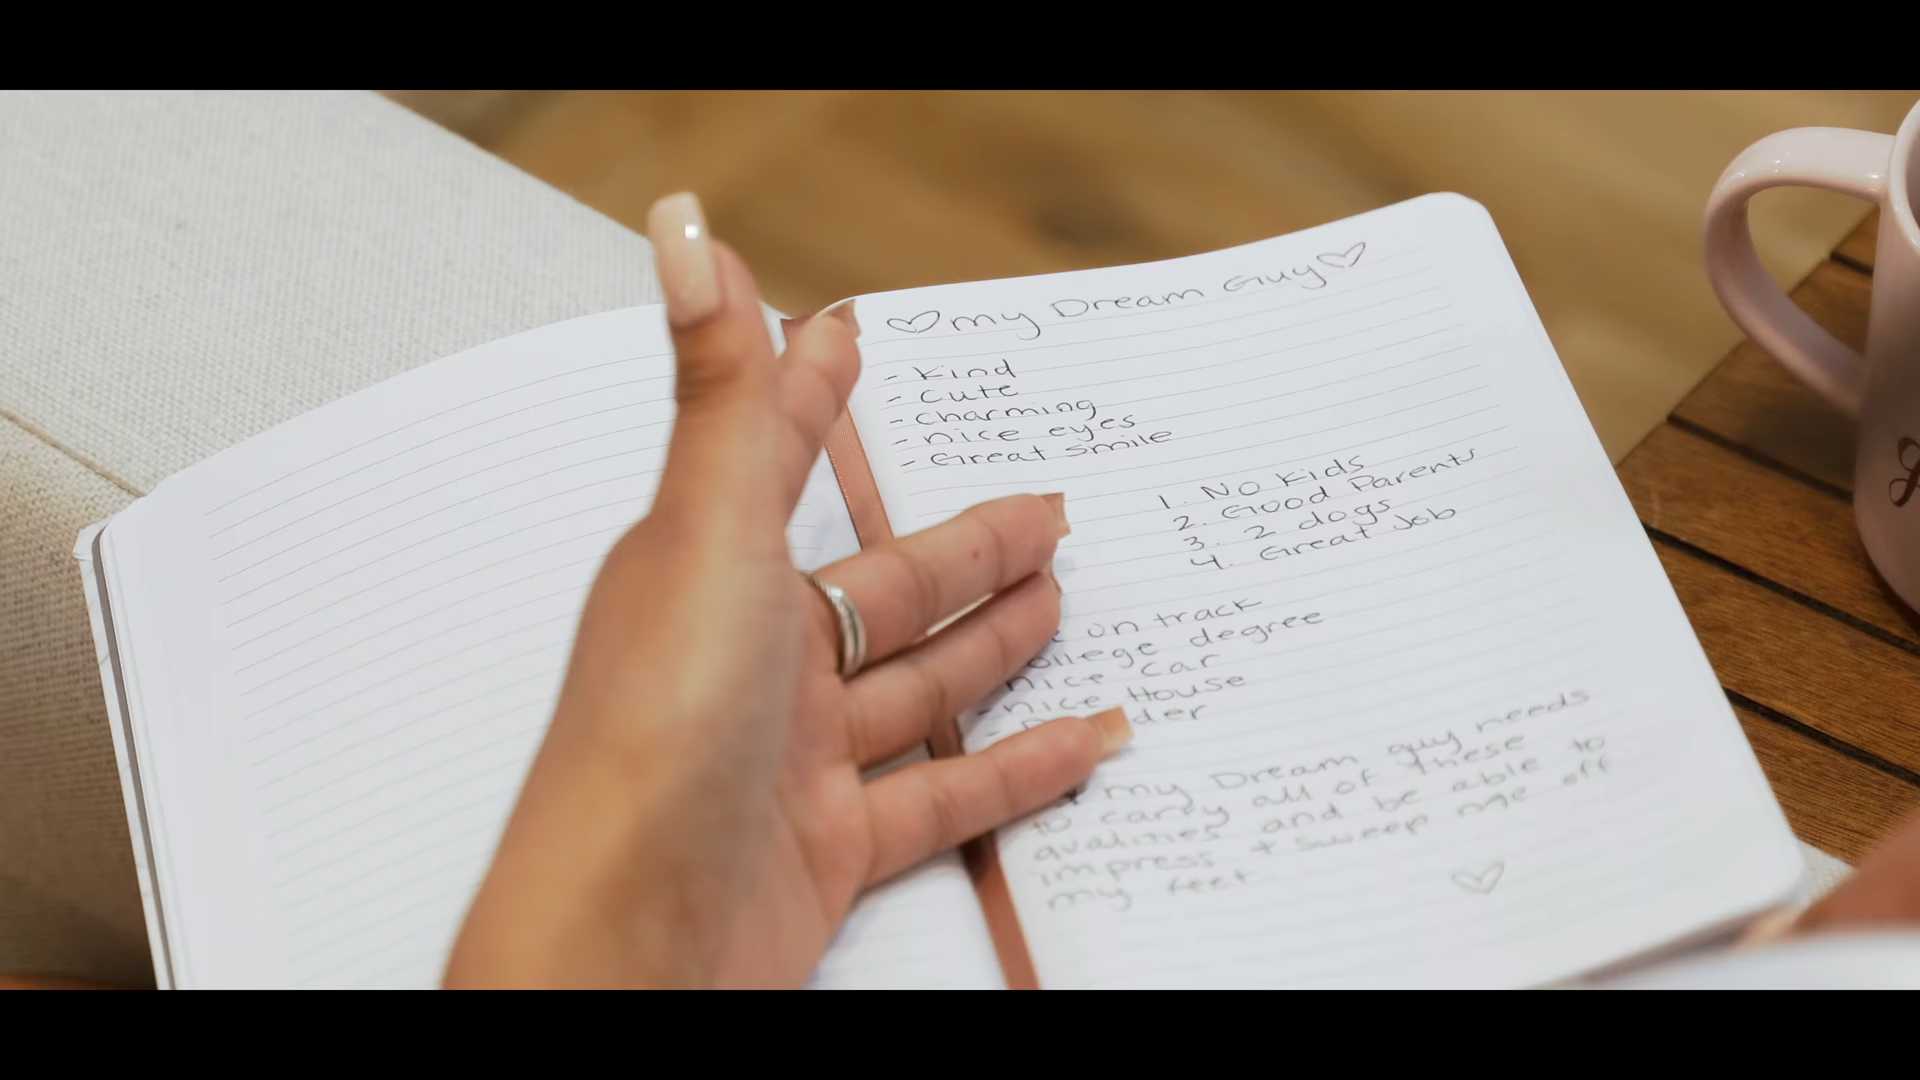 ♡ my Dream Guy ♡
- Kind
- Cute
- Charming
- nice eyes
- Great Smile
1. No Kids
2. Good Parents
3. 2 dogs
4. Great Job
on track
ollege degree
nice car
- nice House
der
my Dream guy needs
to carry all of these
qualities and be able to
impress + sweep me off
my feet
♡